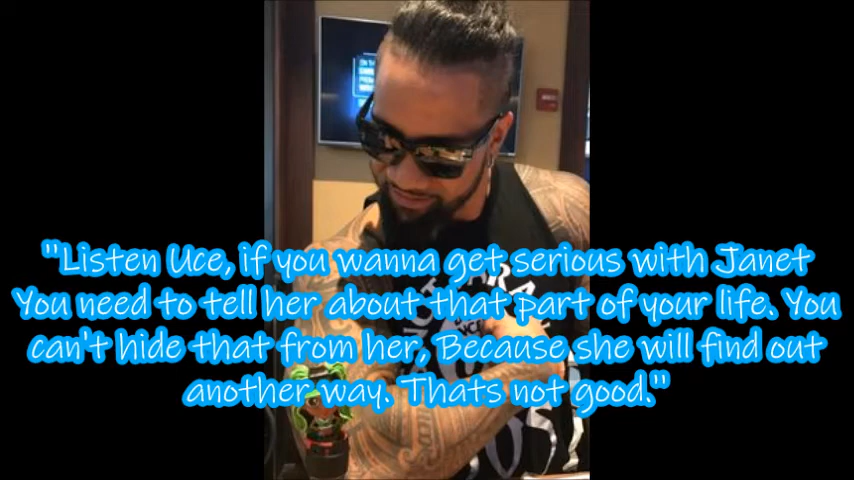 "Listen Uce, if you wanna get serious with Janet
You need to tell her about that part of your life. You
can't hide that from her, Because she will find out
another way. Thats not good."